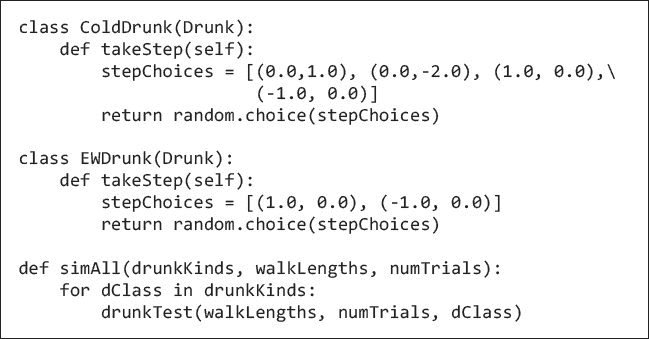 class ColdDrunk(Drunk):
    def takeStep(self):
        stepChoices = [(0.0,1.0), (0.0,-2.0), (1.0, 0.0),\
                       (-1.0, 0.0)]
        return random.choice(stepChoices)

class EWDrunk(Drunk):
    def takeStep(self):
        stepChoices = [(1.0, 0.0), (-1.0, 0.0)]
        return random.choice(stepChoices)

def simAll(drunkKinds, walkLengths, numTrials):
    for dClass in drunkKinds:
        drunkTest(walkLengths, numTrials, dClass)